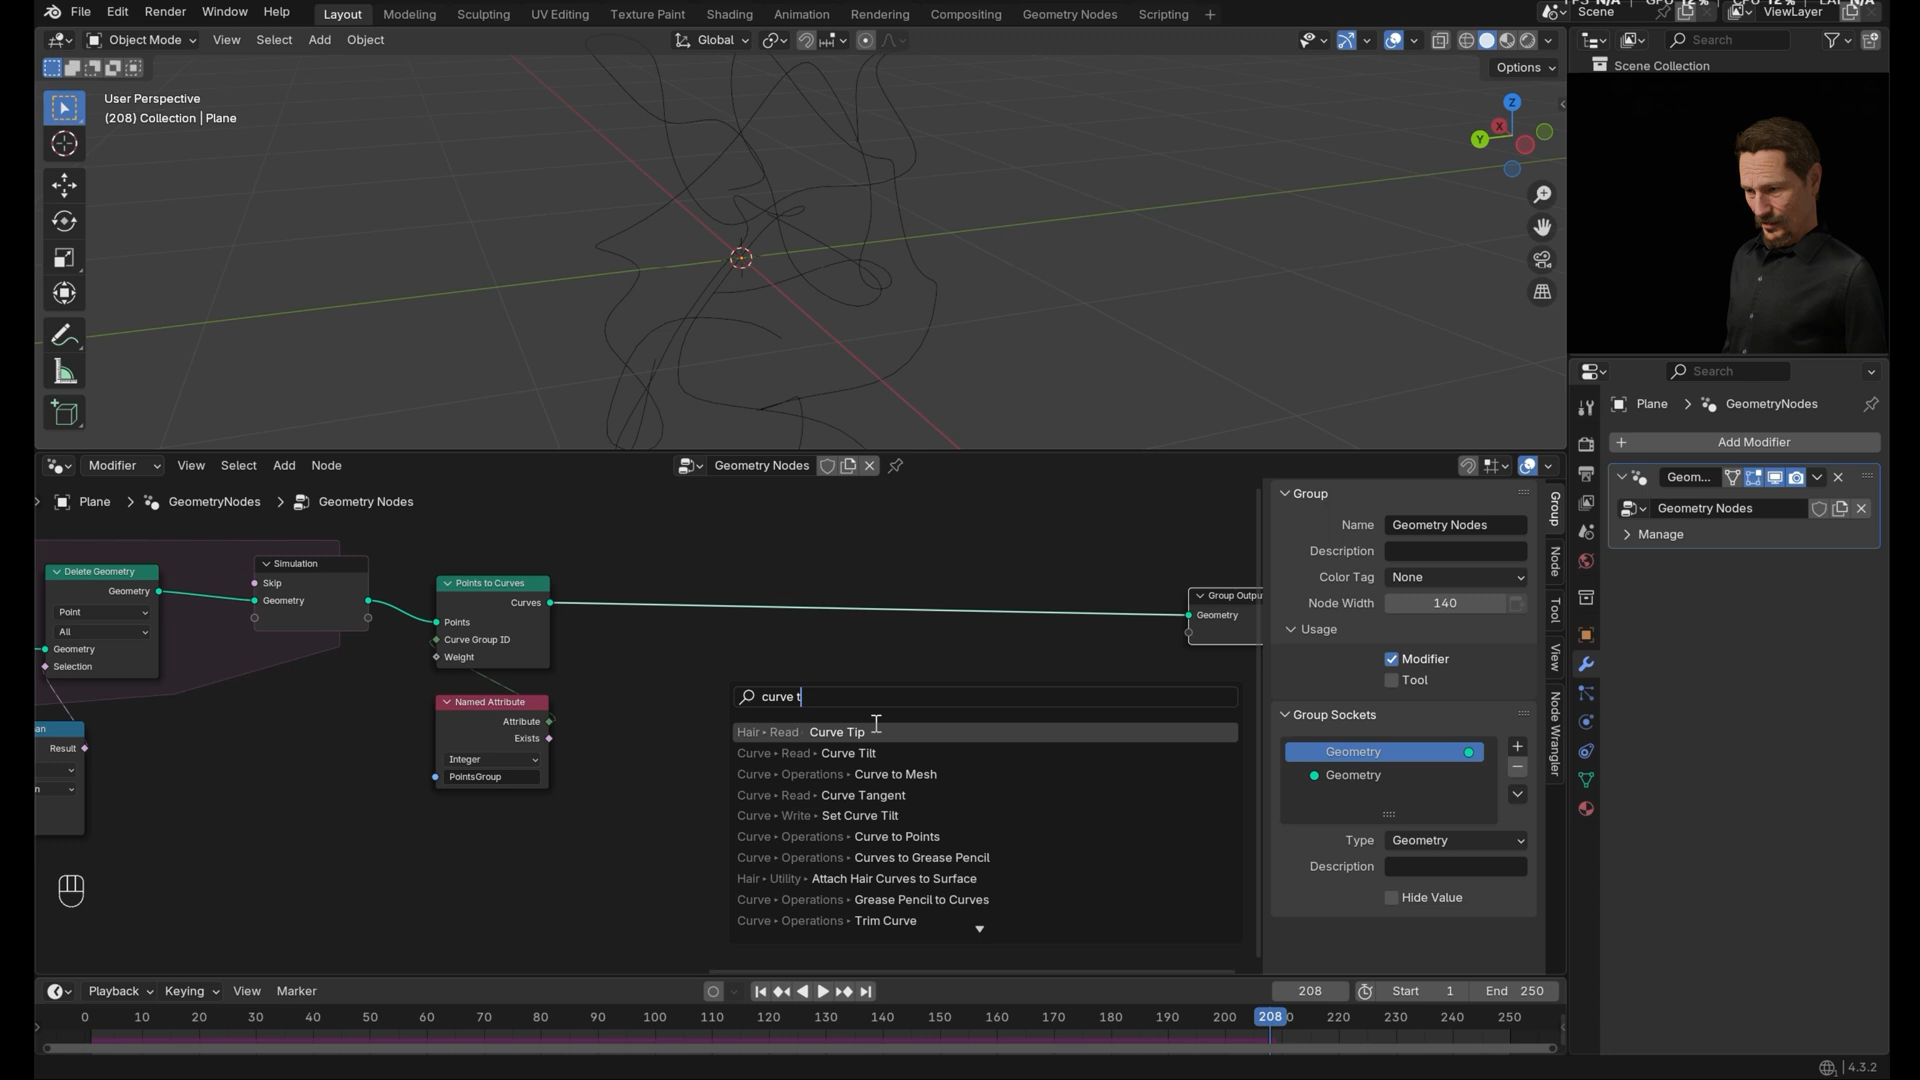 File Edit Render Window Help
Layout Modeling Sculpting UV Editing Texture Paint Shading Animation Rendering Compositing Geometry Nodes Scripting
Scene
ViewLayer
Object Mode View Select Add Object
Global
Search
Options
Scene Collection
User Perspective
(208) Collection | Plane
Z
X
Y
Search
Plane GeometryNodes
Add Modifier
Geom...
Geometry Nodes
Manage
Modifier View Select Add Node
Geometry Nodes
Plane GeometryNodes Geometry Nodes
Delete Geometry
Geometry
Point
All
Geometry
Selection
Result
Simulation
Skip
Geometry
Points to Curves
Curves
Points
Curve Group ID
Weight
Named Attribute
Attribute
Exists
Integer
PointsGroup
Geometry
curve t
Hair Read Curve Tip
Curve Read Curve Tilt
Curve Operations Curve to Mesh
Curve Read Curve Tangent
Curve Write Set Curve Tilt
Curve Operations Curve to Points
Curve Operations Curves to Grease Pencil
Hair Utility Attach Hair Curves to Surface
Curve Operations Grease Pencil to Curves
Curve Operations Trim Curve
Group
Name Geometry Nodes
Description
Color Tag None
Node Width 140
Usage
Modifier
Tool
Group Sockets
Geometry
Geometry
Type Geometry
Description
Hide Value
Group
Node
Tool
View
Node Wrangler
Playback Keying View Marker
208 Start 1 End 250
0 10 20 30 40 50 60 70 80 90 100 110 120 130 140 150 160 170 180 190 200 208 220 230 240 250
4.3.2